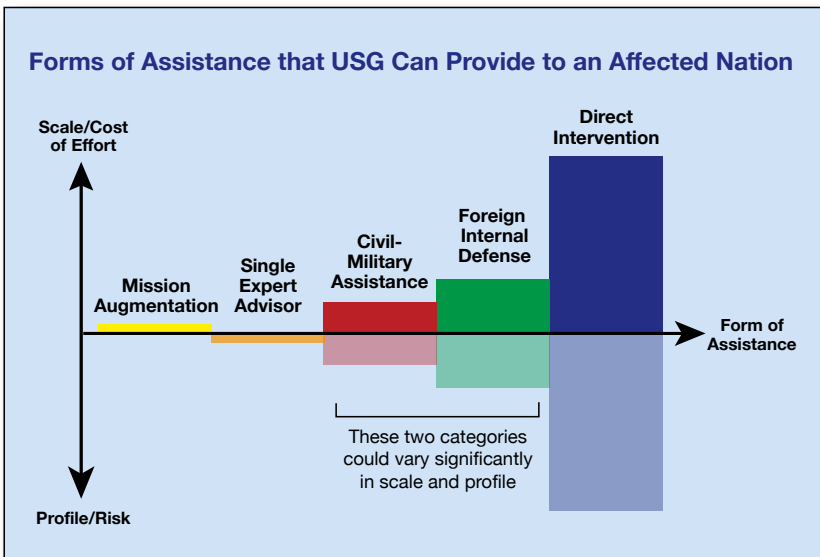 Forms of Assistance that USG Can Provide to an Affected Nation
Scale/Cost
of Effort
Direct
Intervention
Foreign
Internal
Defense
Civil-
Military
Assistance
Single
Expert
Advisor
Mission
Augmentation
Form of
Assistance
These two categories
could vary significantly
in scale and profile
Profile/Risk